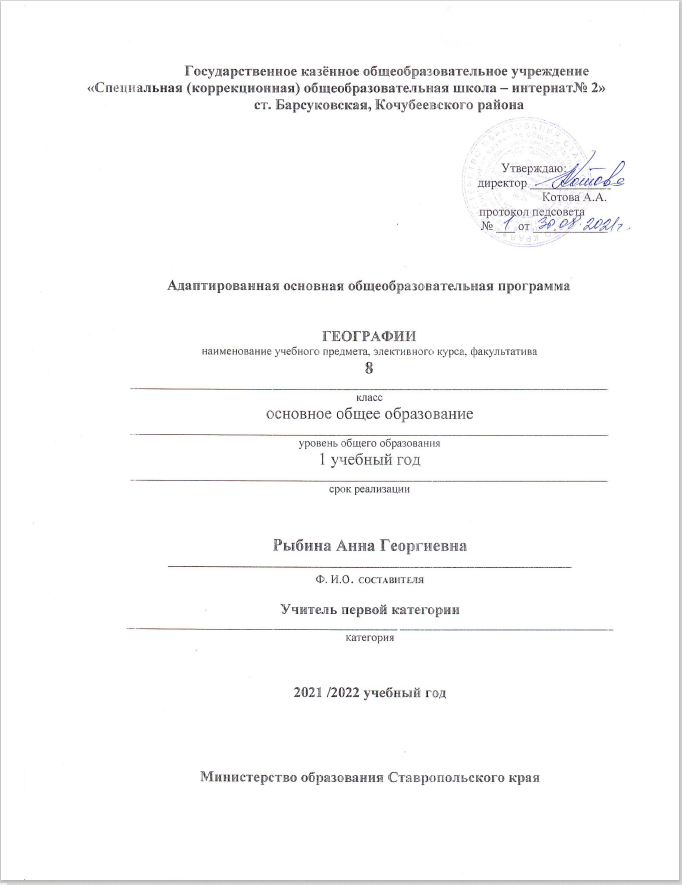 Государственное казённое общеобразовательное учреждение
«Специальная (коррекционная) общеобразовательная школа – интернат№ 2»
ст. Барсуковская, Кочубеевского района
Утверждаю:
директор Котова
Котова А.А.
протокол педсовета
№ 1 от 30.08.2021г.
Адаптированная основная общеобразовательная программа
ГЕОГРАФИИ
наименование учебного предмета, элективного курса, факультатива
8
класс
основное общее образование
уровень общего образования
1 учебный год
срок реализации
Рыбина Анна Георгиевна
Ф. И.О. составителя
Учитель первой категории
категория
2021 /2022 учебный год
Министерство образования Ставропольского края